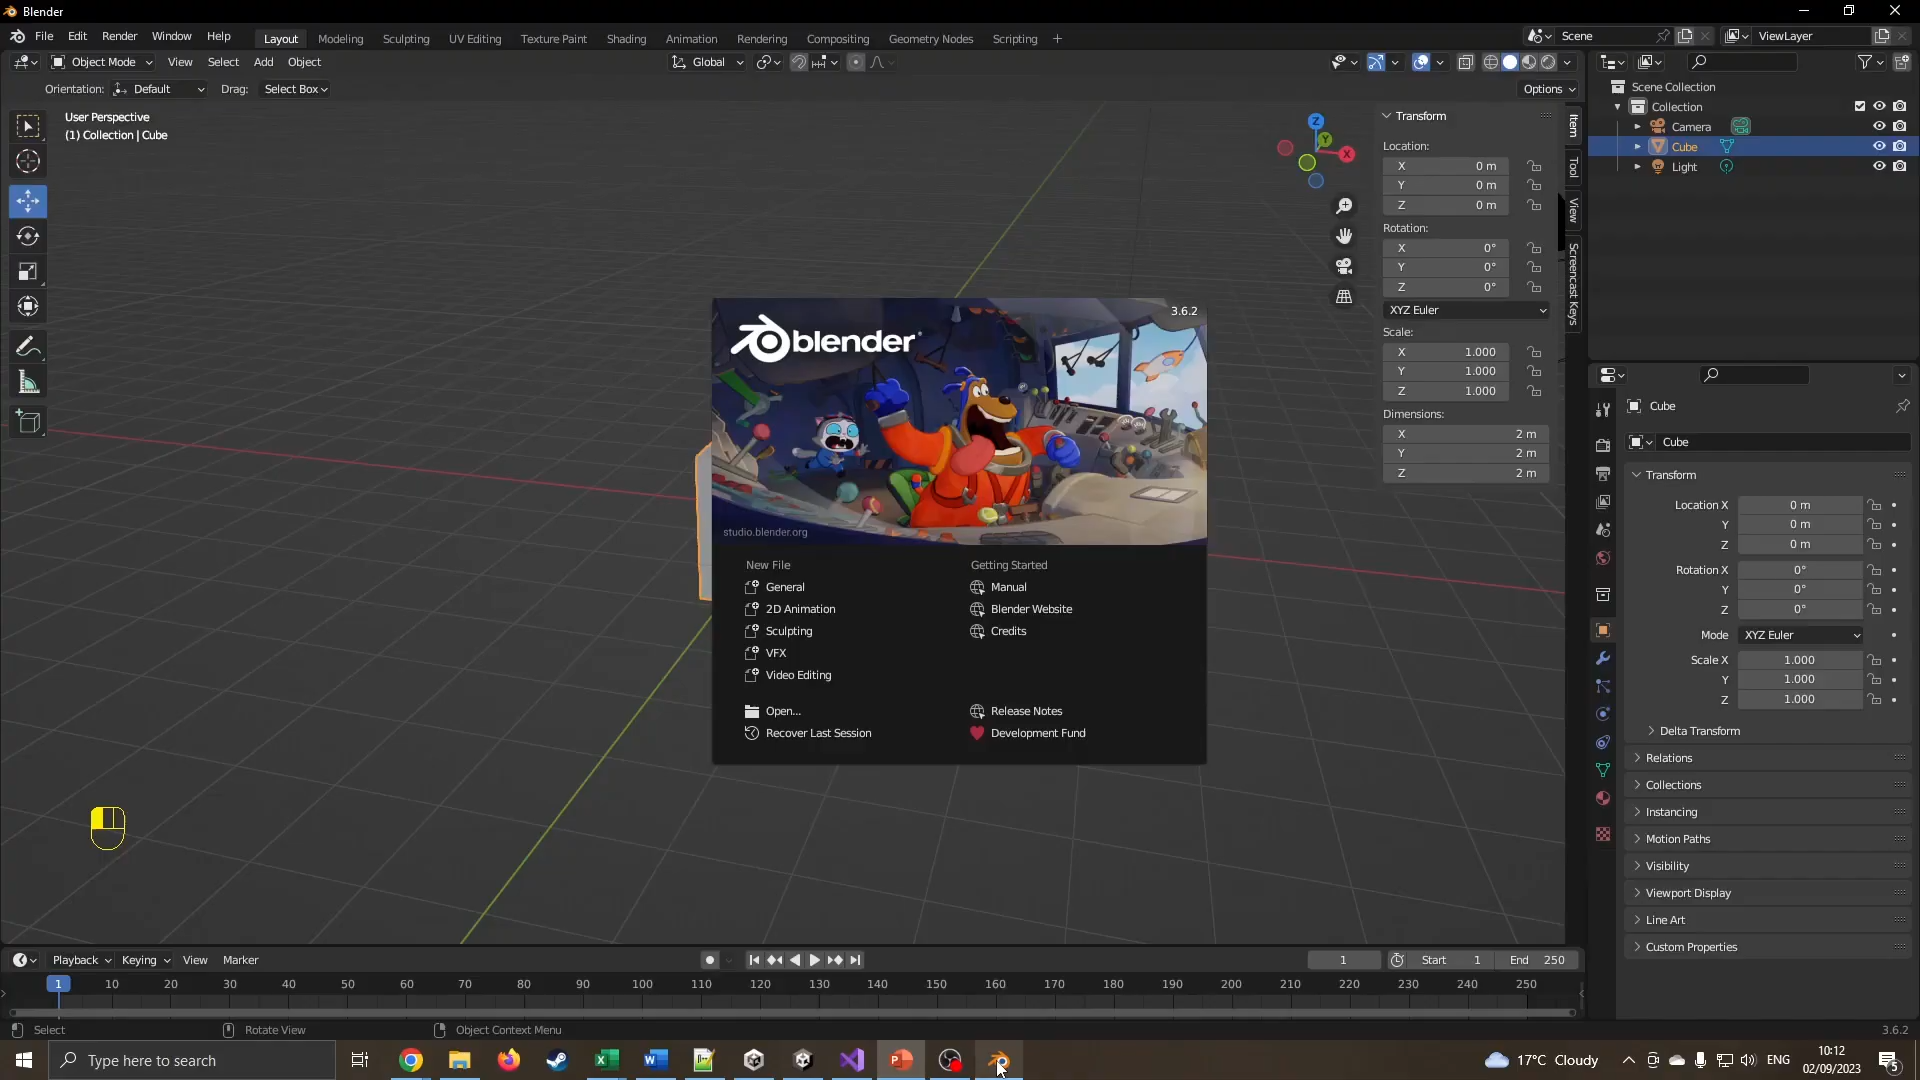 Blender
File Edit Render Window Help
Layout Modeling Sculpting UV Editing Texture Paint Shading Animation Rendering Compositing Geometry Nodes Scripting +
Scene
ViewLayer
Object Mode View Select Add Object
Global
Orientation: Default Drag: Select Box
Options
User Perspective
(1) Collection | Cube
Z
Y
X
Transform
Location:
X 0 m
Y 0 m
Z 0 m
Rotation:
X 0°
Y 0°
Z 0°
XYZ Euler
Scale:
X 1.000
Y 1.000
Z 1.000
Dimensions:
X 2 m
Y 2 m
Z 2 m
Item
Tool
View
Screencast Keys
Scene Collection
Collection
Camera
Cube
Light
3.6.2
blender
studio.blender.org
New File
General
2D Animation
Sculpting
VFX
Video Editing
Open...
Recover Last Session
Getting Started
Manual
Blender Website
Credits
Release Notes
Development Fund
Cube
Cube
Transform
Location X 0 m
Y 0 m
Z 0 m
Rotation X 0°
Y 0°
Z 0°
Mode XYZ Euler
Scale X 1.000
Y 1.000
Z 1.000
Delta Transform
Relations
Collections
Instancing
Motion Paths
Visibility
Viewport Display
Line Art
Custom Properties
Playback Keying View Marker
1
Start 1
End 250
1 10 20 30 40 50 60 70 80 90 100 110 120 130 140 150 160 170 180 190 200 210 220 230 240 250
Select
Rotate View
Object Context Menu
3.6.2
Type here to search
17°C Cloudy
ENG
10:12
02/09/2023
5